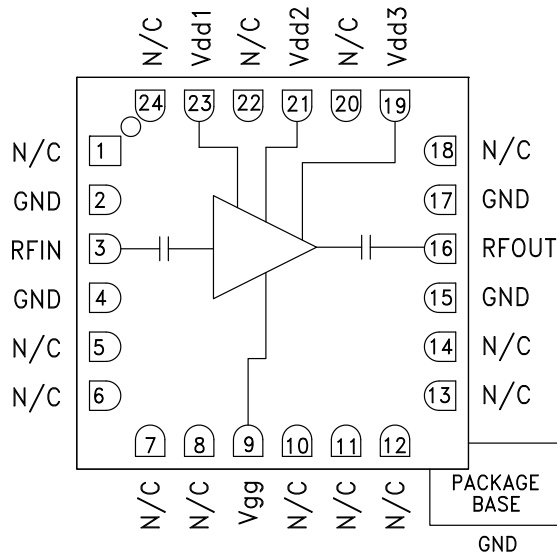 N/C
Vdd1
N/C
Vdd2
N/C
Vdd3
24
23
22
21
20
19
N/C 1
GND 2
RFIN 3
GND 4
N/C 5
N/C 6
18 N/C
17 GND
16 RFOUT
15 GND
14 N/C
13 N/C
7
8
9
10
11
12
N/C
N/C
Vgg
N/C
N/C
N/C
PACKAGE
BASE
GND